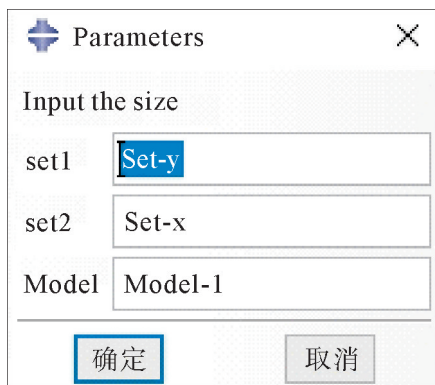 Parameters
Input the size
set1 Set-y
set2 Set-x
Model Model-1
确定 取消